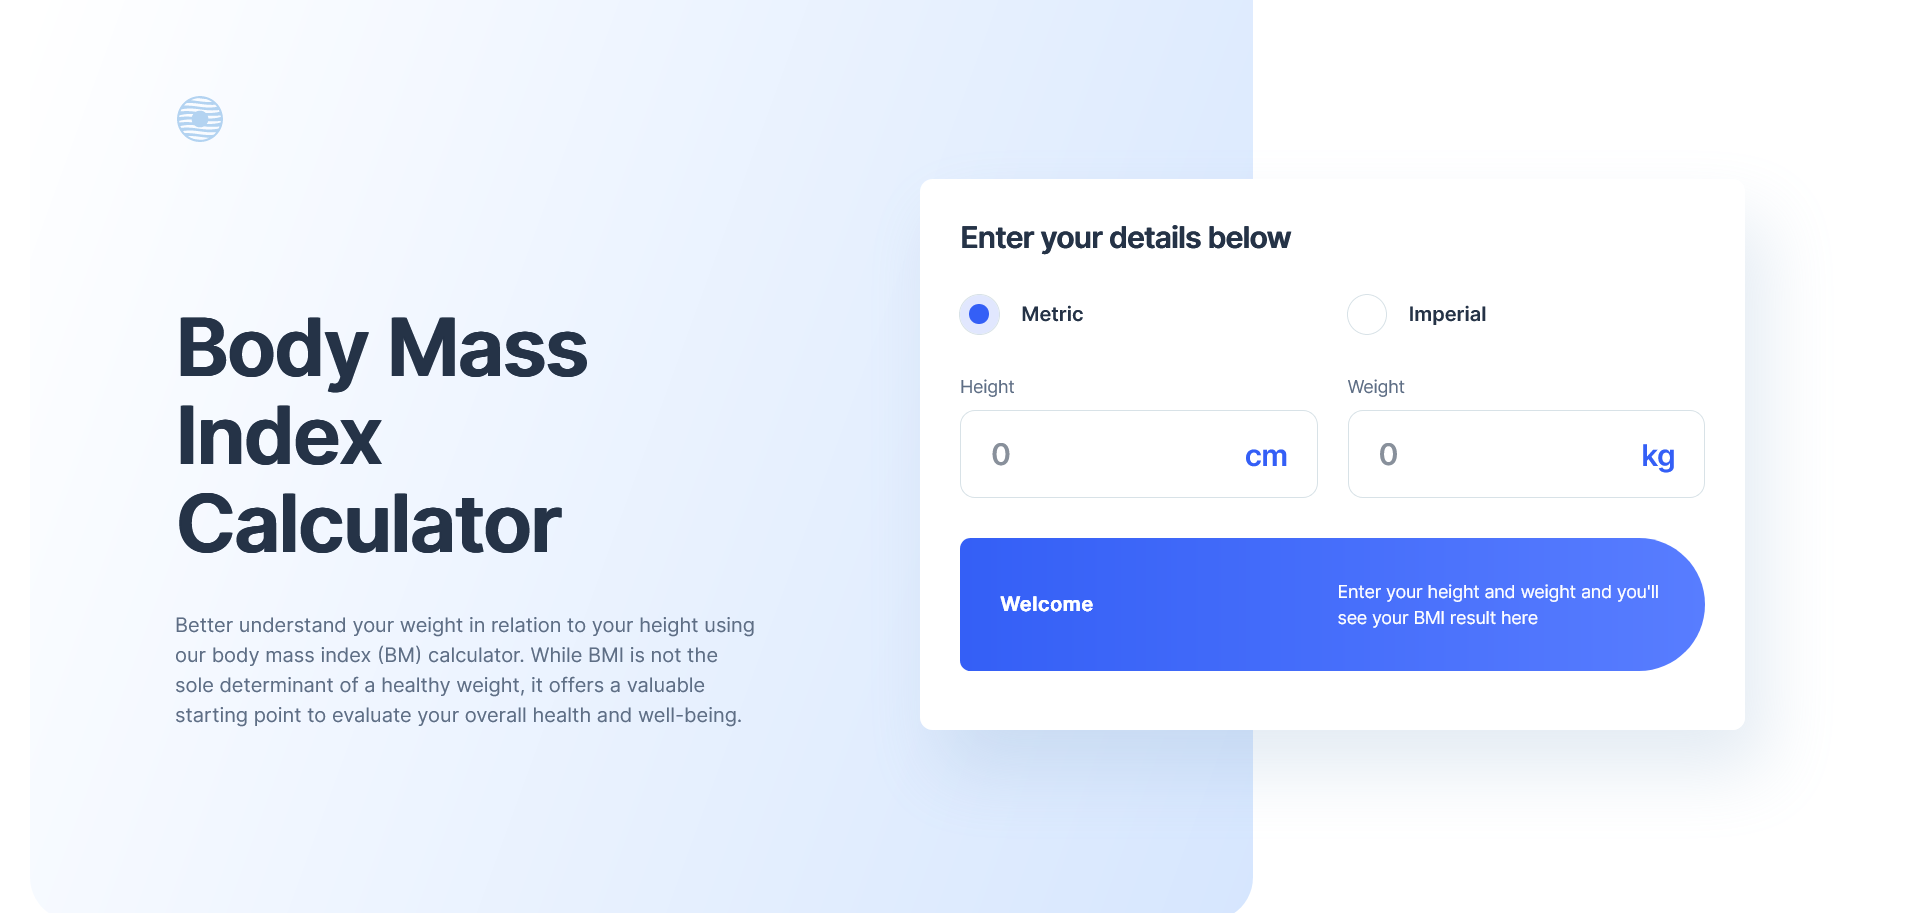 Body Mass
Index
Calculator
Better understand your weight in relation to your height using
our body mass index (BM) calculator. While BMI is not the
sole determinant of a healthy weight, it offers a valuable
starting point to evaluate your overall health and well-being.
Enter your details below
Metric
Imperial
Height
Weight
0 cm
0 kg
Welcome
Enter your height and weight and you'll
see your BMI result here